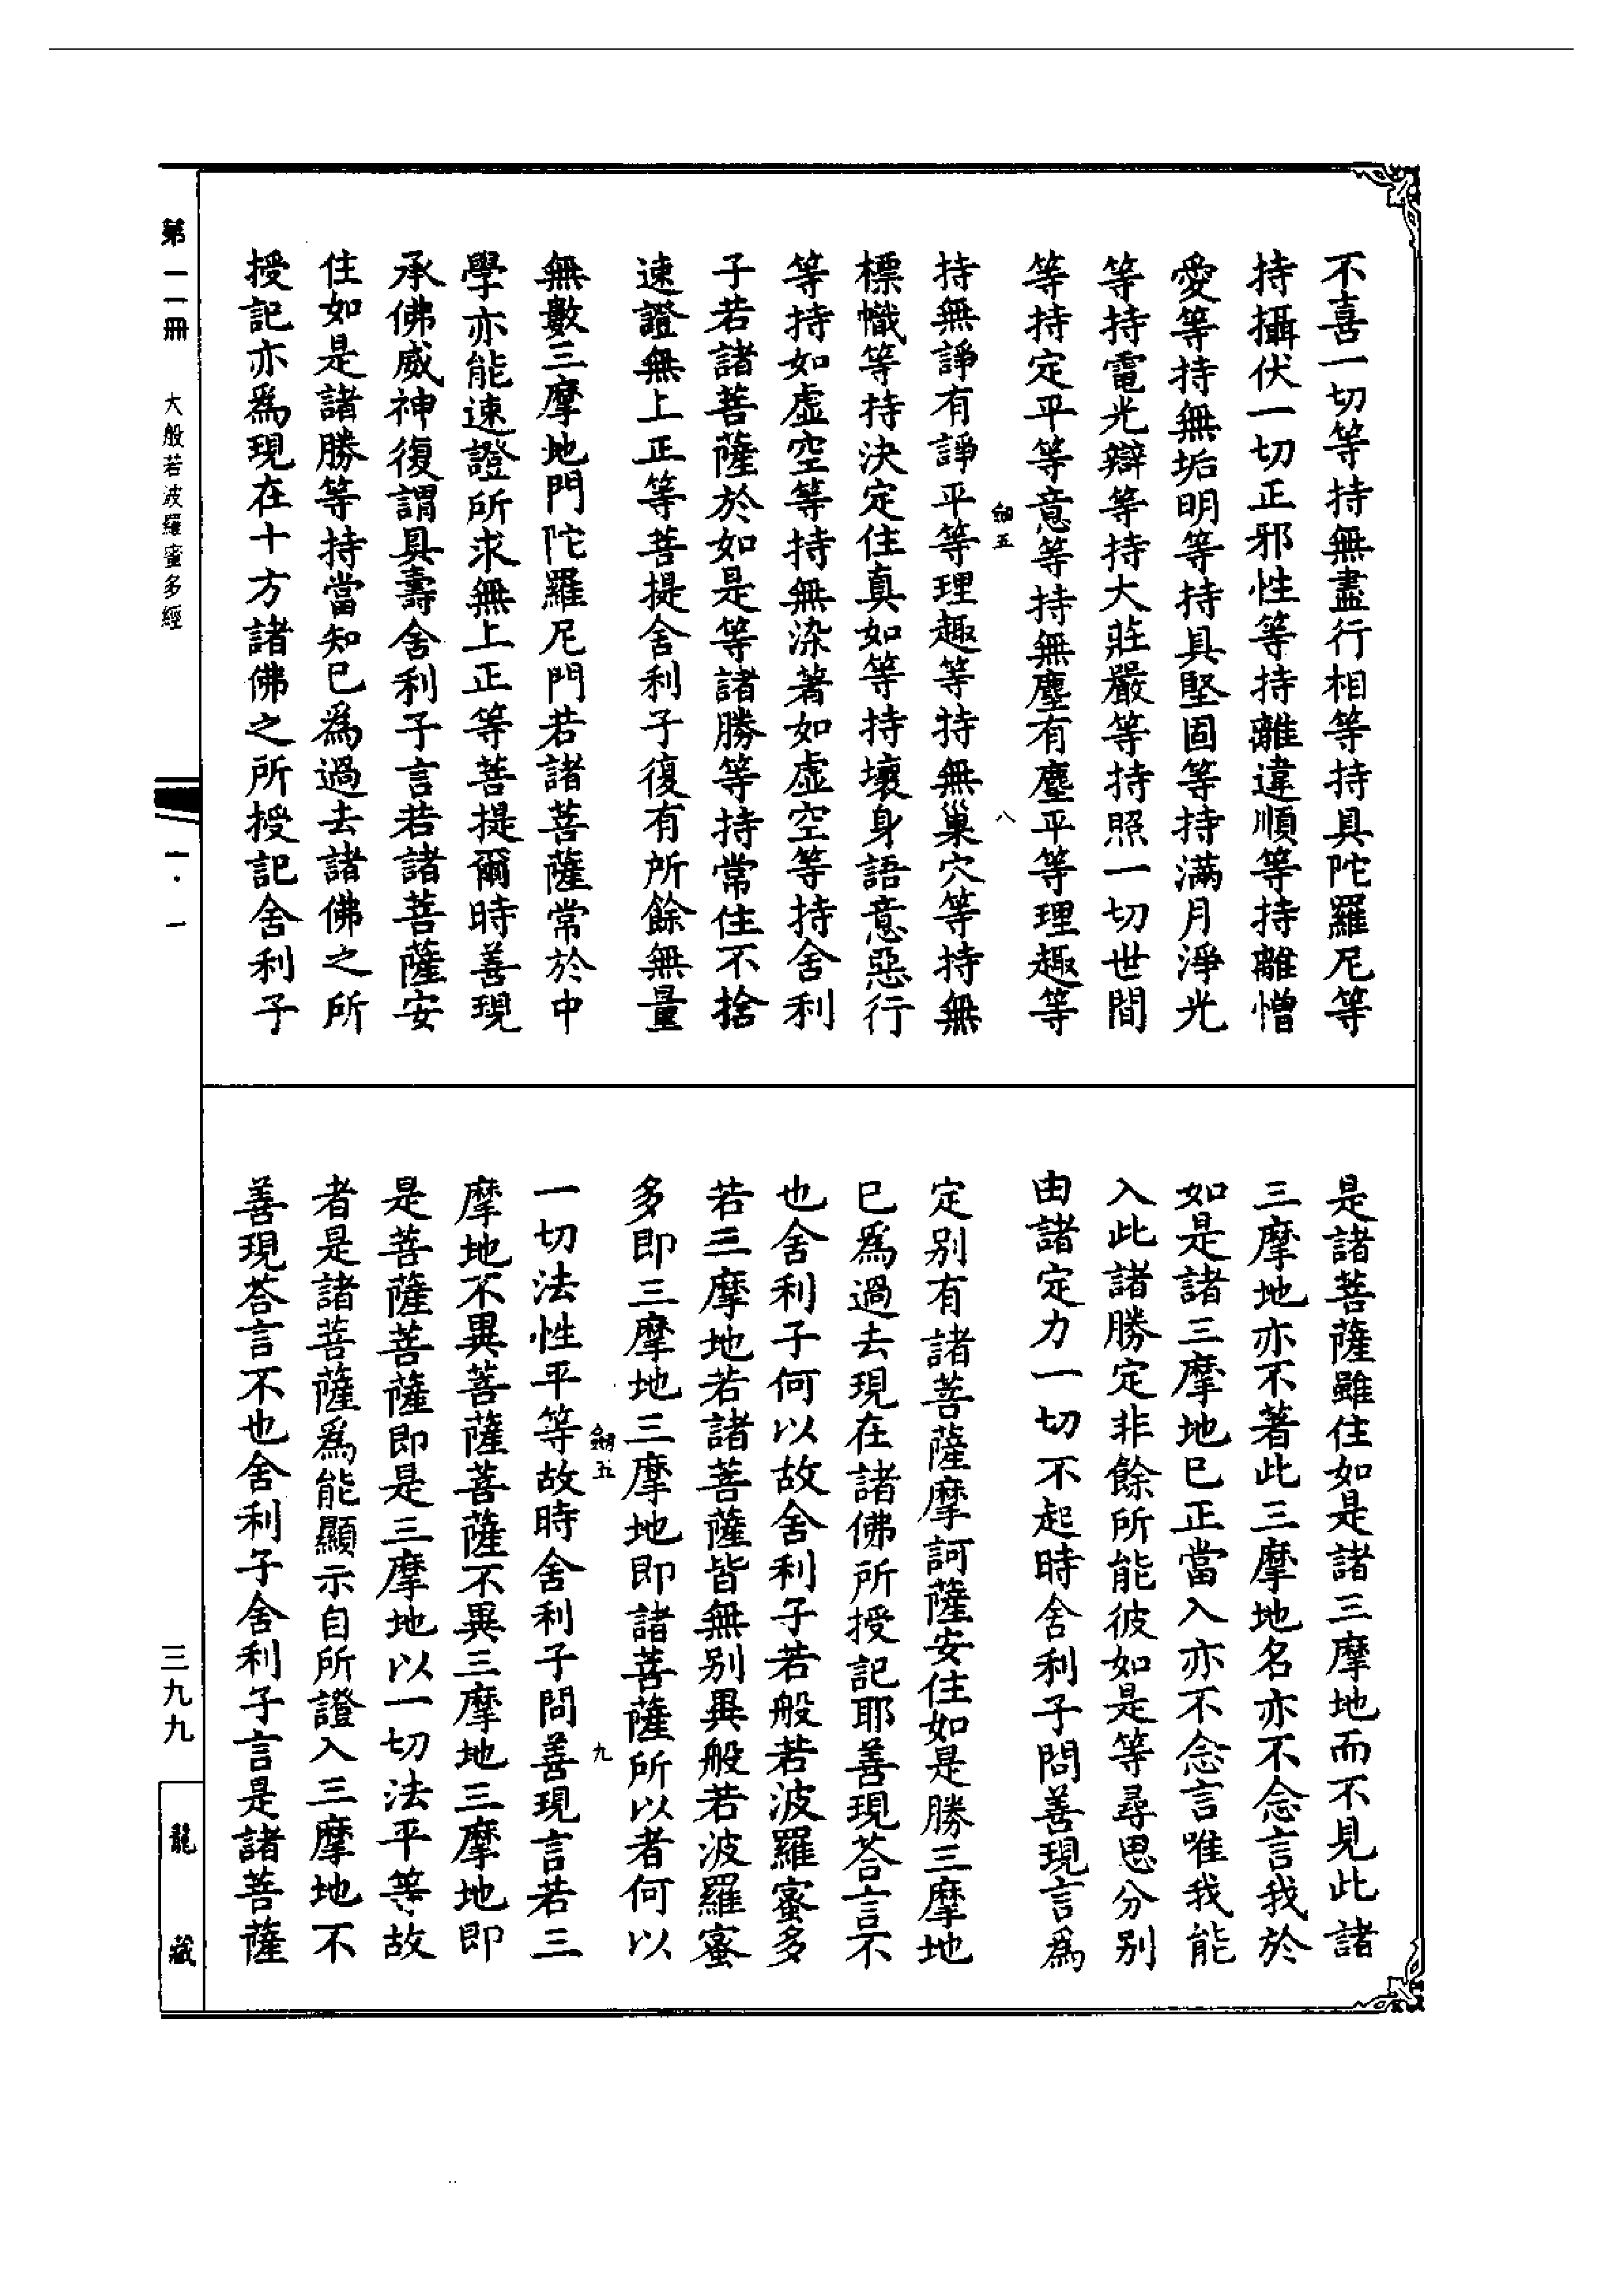 不喜一切等持無盡行相等持具陀羅尼等
持攝伏一切正邪性等持離違順等持離憎
愛等持無垢明等持具堅固等持滿月淨光
等持電光辯等持大莊嚴等持照一切世間
等持定平等意等持無塵有塵平等理趣等
劒五 八
持無諍有諍平等理趣等持無巢穴等持無
標幟等持決定住真如等持壞身語意惡行
等持如虛空等持無染著如虛空等持舍利
子若諸菩薩於如是等諸勝等持常住不捨
速證無上正等菩提舍利子復有所餘無量
無數三摩地門陀羅尼門若諸菩薩常於中
學亦能速證所求無上正等菩提爾時善現
承佛威神復謂具壽舍利子言若諸菩薩安
住如是諸勝等持當知已為過去諸佛之所
授記亦為現在十方諸佛之所授記舍利子
是諸菩薩雖住如是諸三摩地而不見此諸
三摩地亦不著此三摩地名亦不念言我於
如是諸三摩地已正當入亦不念言唯我能
入此諸勝定非餘所能彼如是等尋思分別
由諸定力一切不起時舍利子問善現言為
定別有諸菩薩摩訶薩安住如是勝三摩地
已為過去現在諸佛所授記耶善現荅言不
也舍利子何以故舍利子若般若波羅蜜多
若三摩地若諸菩薩皆無別異般若波羅蜜
多即三摩地三摩地即諸菩薩所以者何以
劒五 九
一切法性平等故時舍利子問善現言若三
摩地不異菩薩菩薩不異三摩地三摩地即
是菩薩菩薩即是三摩地以一切法平等故
者是諸菩薩為能顯示自所證入三摩地不
善現荅言不也舍利子舍利子言是諸菩薩
第一二冊 大般若波羅蜜多經 一·一 三九九 龍藏